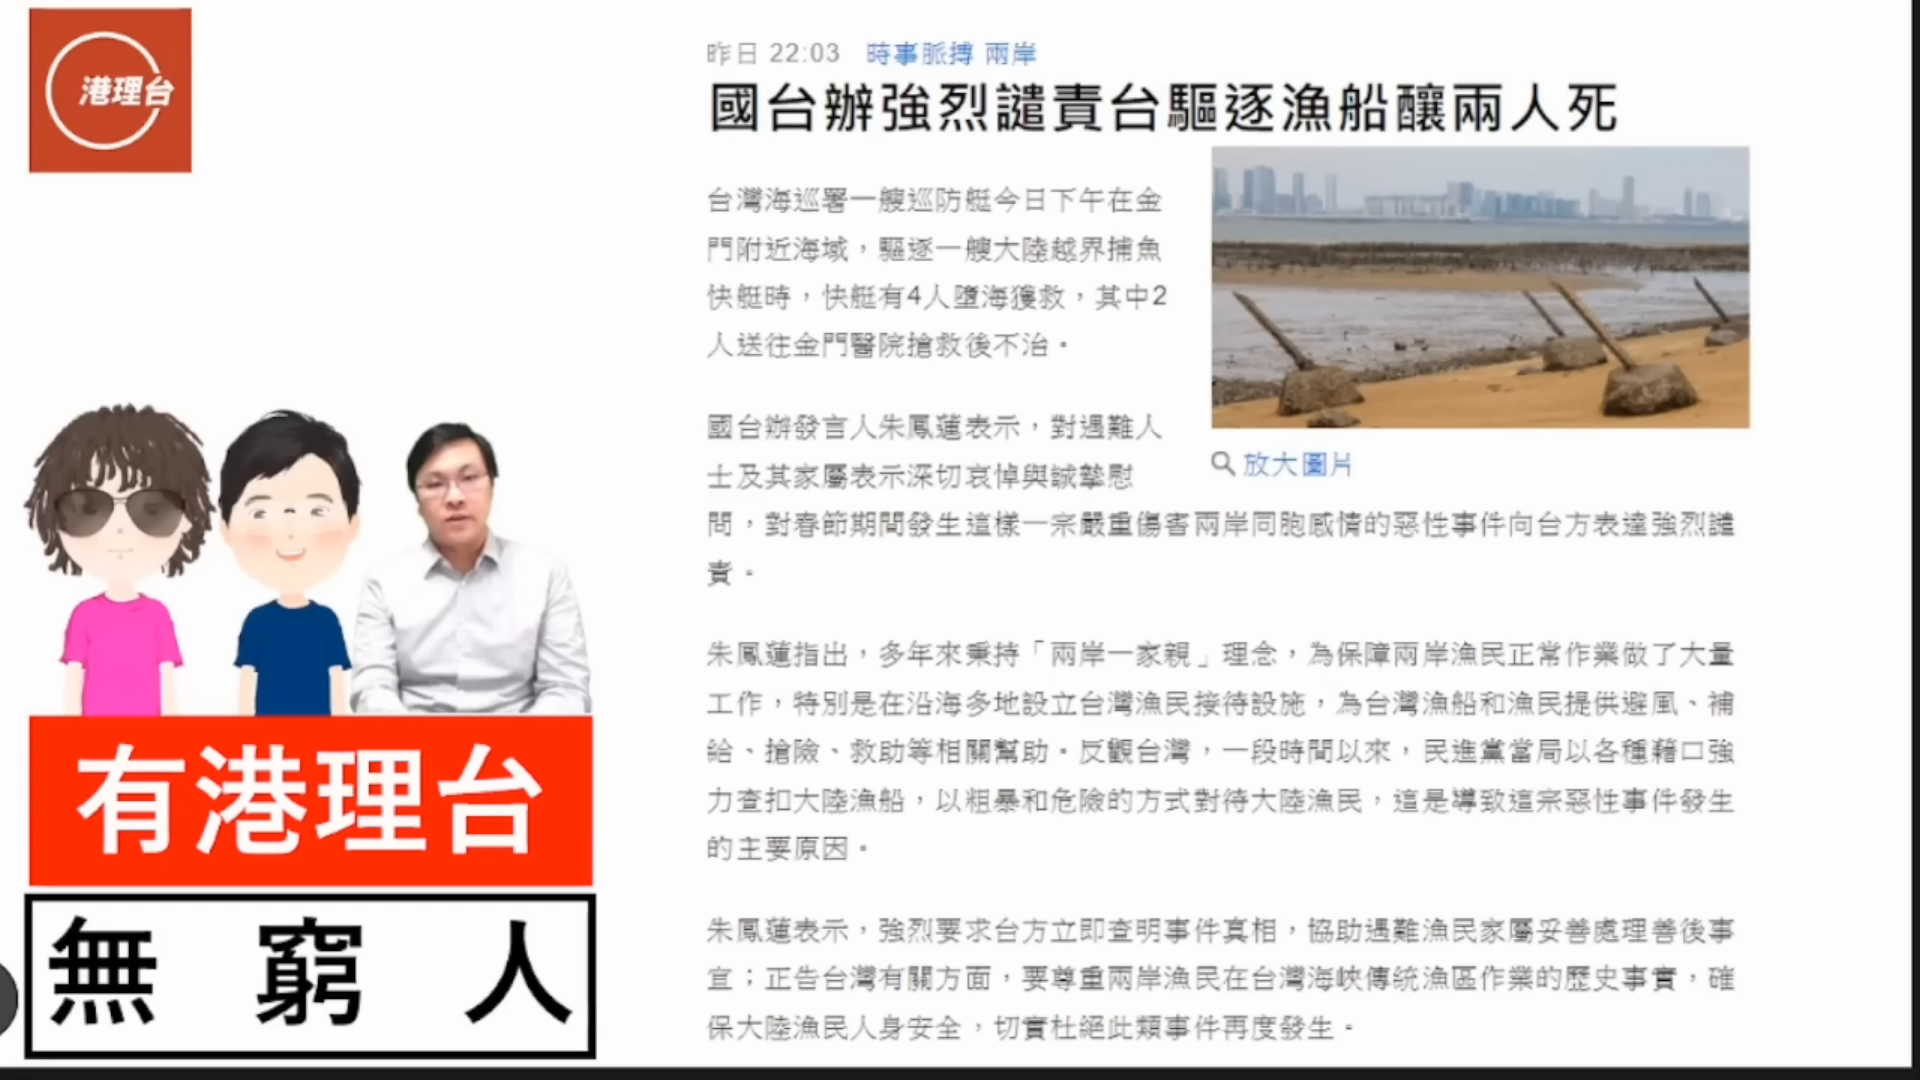 港理台
昨日 22:03 時事脈搏 兩岸
國台辦強烈譴責台驅逐漁船釀兩人死
台灣海巡署一艘巡防艇今日下午在金
門附近海域，驅逐一艘大陸越界捕魚
快艇時，快艇有4人墮海獲救，其中2
人送往金門醫院搶救後不治。
放大圖片
國台辦發言人朱鳳蓮表示，對遇難人
士及其家屬表示深切哀悼與誠摯慰
問，對春節期間發生這樣一宗嚴重傷害兩岸同胞感情的惡性事件向台方表達強烈譴
責。
朱鳳蓮指出，多年來秉持「兩岸一家親」理念，為保障兩岸漁民正常作業做了大量
工作，特別是在沿海多地設立台灣漁民接待設施，為台灣漁船和漁民提供避風、補
給、搶險、救助等相關幫助。反觀台灣，一段時間以來，民進黨當局以各種藉口強
力查扣大陸漁船，以粗暴和危險的方式對待大陸漁民，這是導致這宗惡性事件發生
的主要原因。
朱鳳蓮表示，強烈要求台方立即查明事件真相，協助遇難漁民家屬妥善處理善後事
宜；正告台灣有關方面，要尊重兩岸漁民在台灣海峽傳統漁區作業的歷史事實，確
保大陸漁民人身安全，切實杜絕此類事件再度發生。
有港理台
無窮人